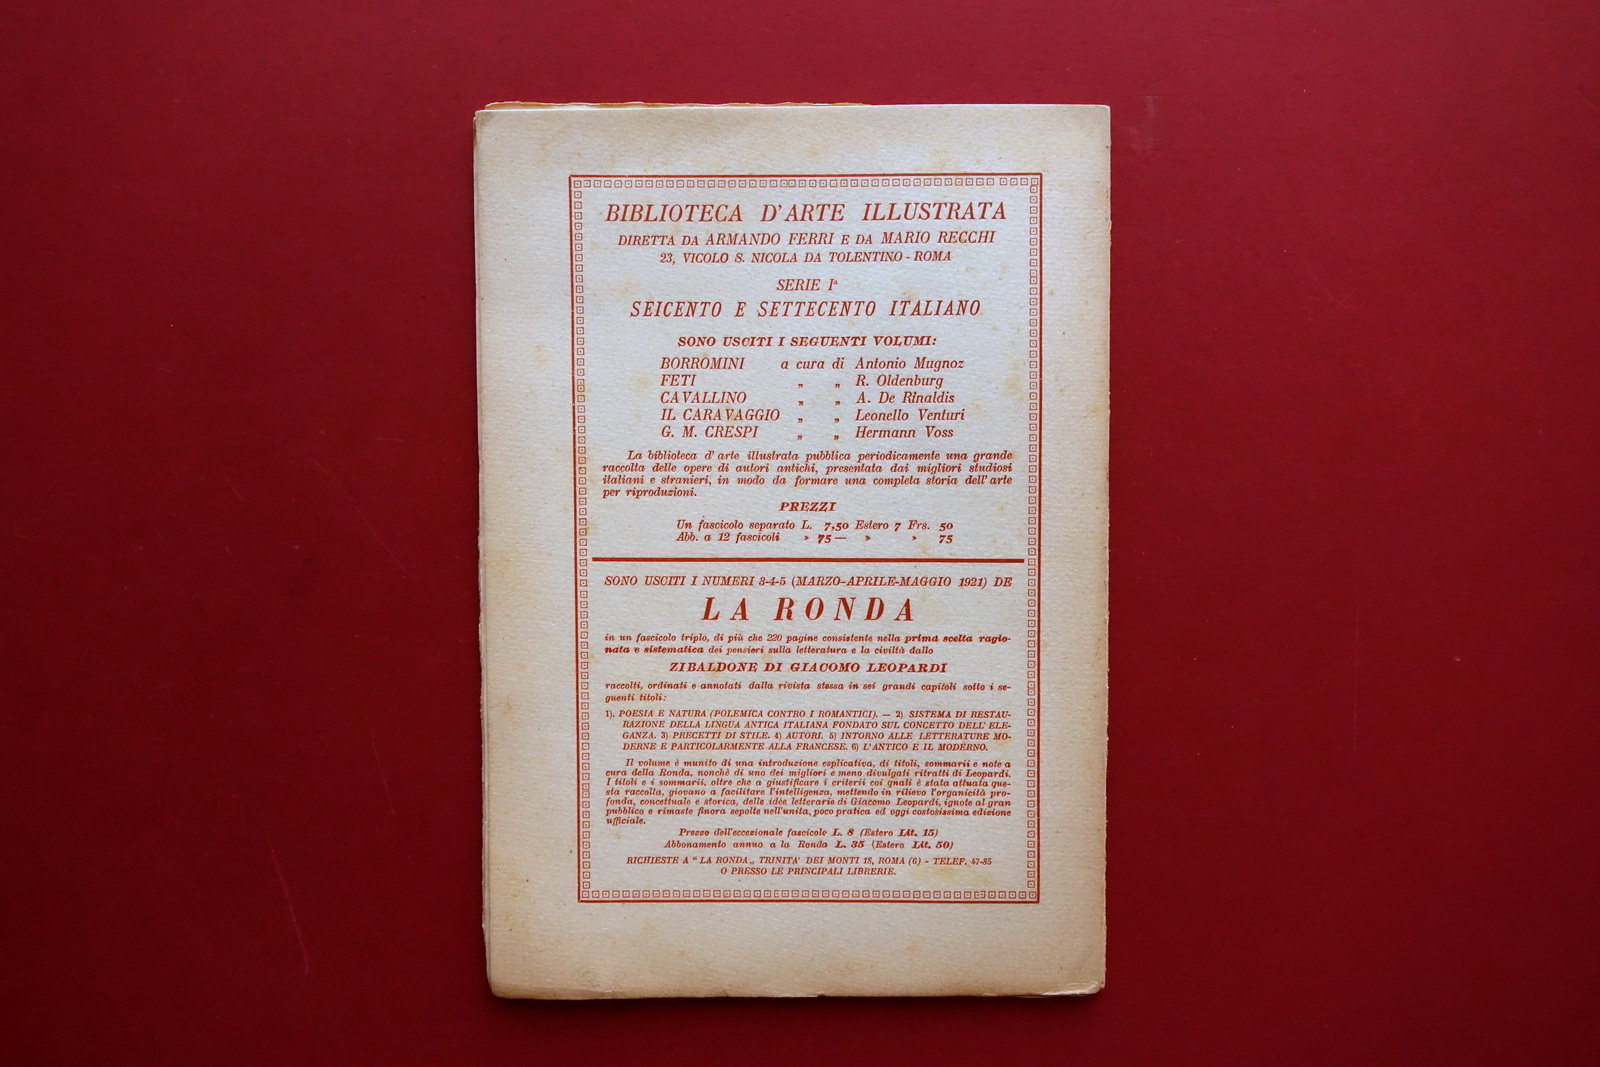 BIBLIOTECA D'ARTE ILLUSTRATA
DIRETTA DA ARMANDO FERRI E DA MARIO RECCHI
23, VICOLO S. NICOLA DA TOLENTINO - ROMA
SERIE Iª
SEICENTO E SETTECENTO ITALIANO
SONO USCITI I SEGUENTI VOLUMI:
BORROMINI a cura di Antonio Mugnoz
FETI „ „ R. Oldenburg
CAVALLINO „ „ A. De Rinaldis
IL CARAVAGGIO „ „ Leonello Venturi
G. M. CRESPI „ „ Hermann Voss
La biblioteca d'arte illustrata pubblica periodicamente una grande
raccolta delle opere di autori antichi, presentata dai migliori studiosi
italiani e stranieri, in modo da formare una completa storia dell'arte
per riproduzioni.
PREZZI
Un fascicolo separato L. 7,50 Estero 7 Frs. 50
Abb. a 12 fascicoli » 75 — » » 75
SONO USCITI I NUMERI 3-4-5 (MARZO-APRILE-MAGGIO 1921) DE
LA RONDA
in un fascicolo triplo, di più che 220 pagine consistente nella prima scelta ragio-
nata e sistematica dei pensieri sulla letteratura e la civiltà dallo
ZIBALDONE DI GIACOMO LEOPARDI
raccolti, ordinati e annotati dalla rivista stessa in sei grandi capitoli sotto i se-
guenti titoli:
1). POESIA E NATURA (POLEMICA CONTRO I ROMANTICI). — 2) SISTEMA DI RESTAU-
RAZIONE DELLA LINGUA ANTICA ITALIANA FONDATO SUL CONCETTO DELL'ELE-
GANZA. 3) PRECETTI DI STILE. 4) AUTORI. 5) INTORNO ALLE LETTERATURE MO-
DERNE E PARTICOLARMENTE ALLA FRANCESE. 6) L'ANTICO E IL MODERNO.
Il volume è munito di una introduzione esplicativa, di titoli, sommarii e note a
cura della Ronda, nonchè di uno dei migliori e meno divulgati ritratti di Leopardi.
I titoli e i sommarii, oltre che a giustificare i criterii coi quali è stata attuata que-
sta raccolta, giovano a facilitare l'intelligenza, mettendo in rilievo l'organicità pro-
fonda, concettuale e storica, delle idee letterarie di Giacomo Leopardi, ignote al gran
pubblico e rimaste finora sepolte nell'unita, poco pratica ed oggi costosissima edizione
ufficiale.
Prezzo dell'eccezionale fascicolo L. 8 (Estero Lit. 15)
Abbonamento annuo a la Ronda L. 35 (Estero Lit. 50)
RICHIESTE A " LA RONDA „ TRINITA' DEI MONTI 18, ROMA (6) - TELEF. 47-85
O PRESSO LE PRINCIPALI LIBRERIE.